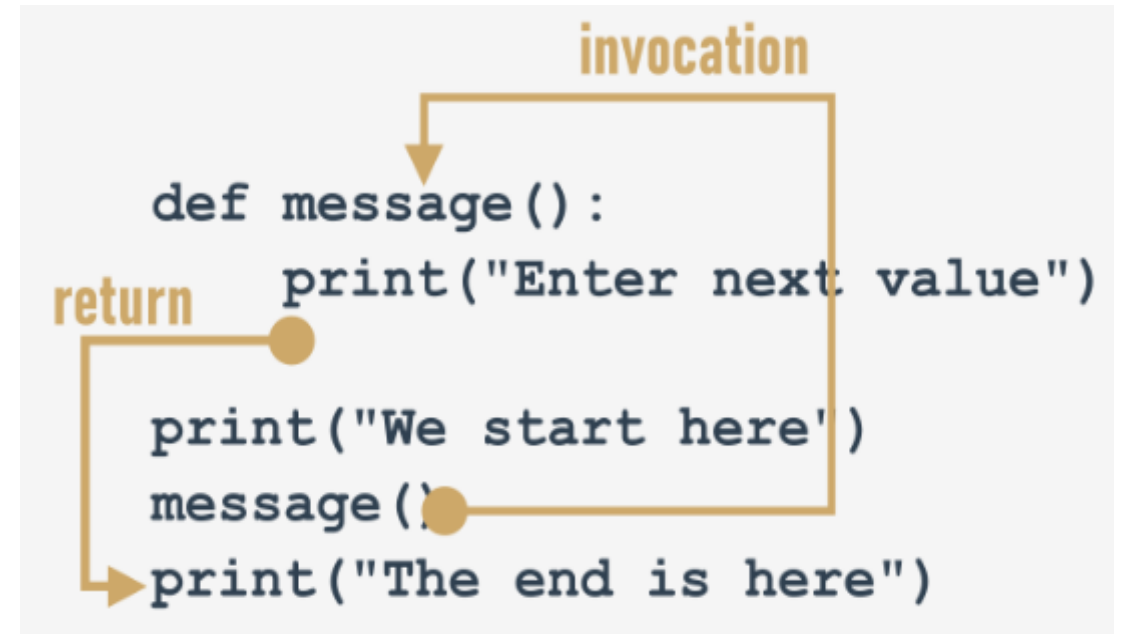 invocation
def message():
    print("Enter next value")
return
print("We start here")
message()
print("The end is here")